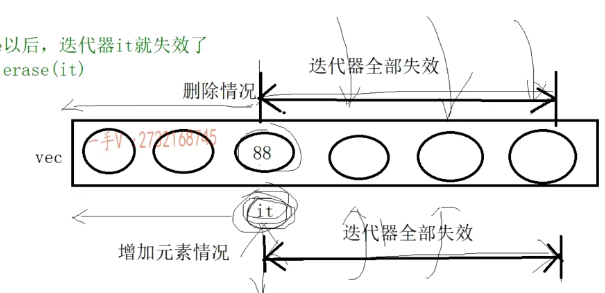 以后，迭代器it就失效了
erase(it)
迭代器全部失效
删除情况
一手V：2732168745
vec
88
it
增加元素情况
迭代器全部失效